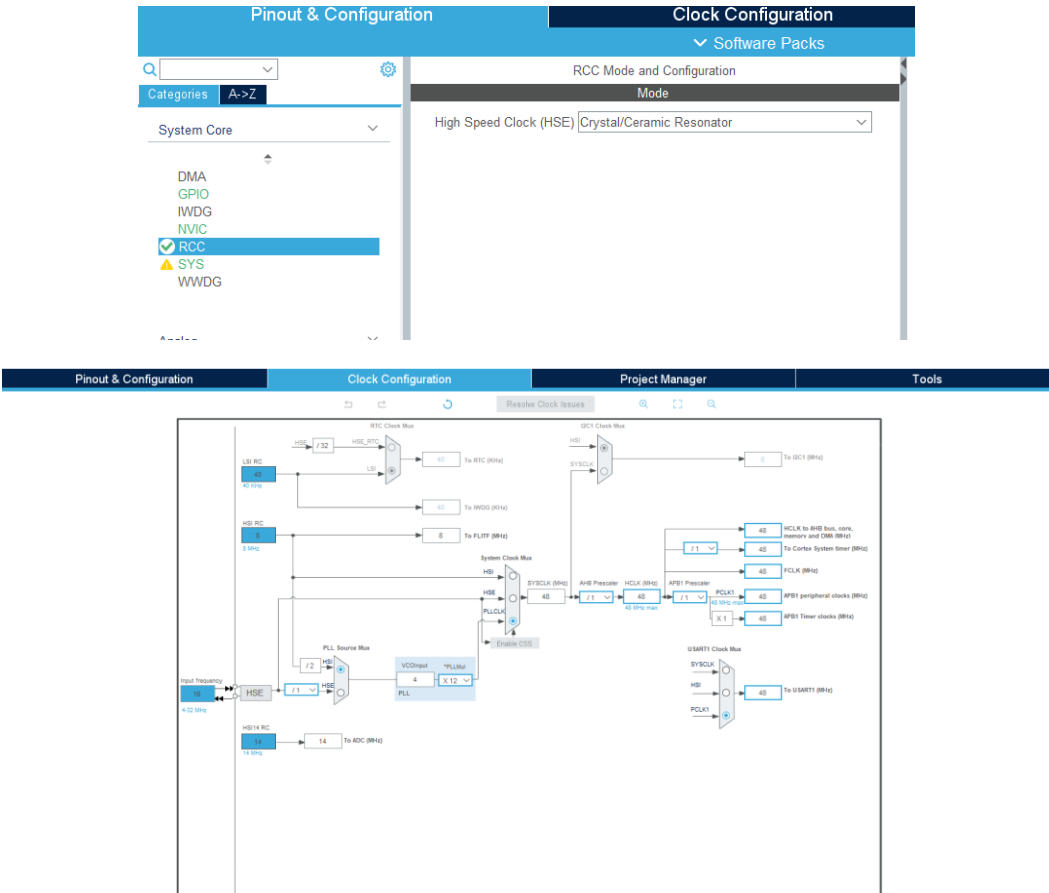 Pinout & Configuration
Clock Configuration
Software Packs
RCC Mode and Configuration
Categories
A->Z
Mode
High Speed Clock (HSE) Crystal/Ceramic Resonator
System Core
DMA
GPIO
IWDG
NVIC
RCC
SYS
WWDG
Analog
Pinout & Configuration
Clock Configuration
Project Manager
Tools
Resolve Clock Issues
RTC Clock Mux
I2C1 Clock Mux
HSE
/ 32
HSE_RTC
HSI
LSI RC
LSI
40
To RTC (KHz)
SYSCLK
8
To I2C1 (MHz)
40
40 KHz
40
To IWDG (KHz)
HSI RC
8
8 MHz
8
To FLITF (MHz)
48
HCLK to AHB bus, core,
memory and DMA (MHz)
/ 1
48
To Cortex System timer (MHz)
System Clock Mux
HSI
48
FCLK (MHz)
HSE
SYSCLK (MHz)
AHB Prescaler
HCLK (MHz)
APB1 Prescaler
PCLK1
48
/ 1
48
/ 1
48
APB1 peripheral clocks (MHz)
48 MHz max
48 MHz max
PLLCLK
X 1
48
APB1 Timer clocks (MHz)
Enable CSS
PLL Source Mux
USART1 Clock Mux
/ 2
HSI
VCOInput
*PLLMul
SYSCLK
4
X 12
PLL
Input frequency
16
HSE
/ 1
HSE
HSI
48
To USART1 (MHz)
4-32 MHz
PCLK1
HSI14 RC
14
14 MHz
14
To ADC (MHz)